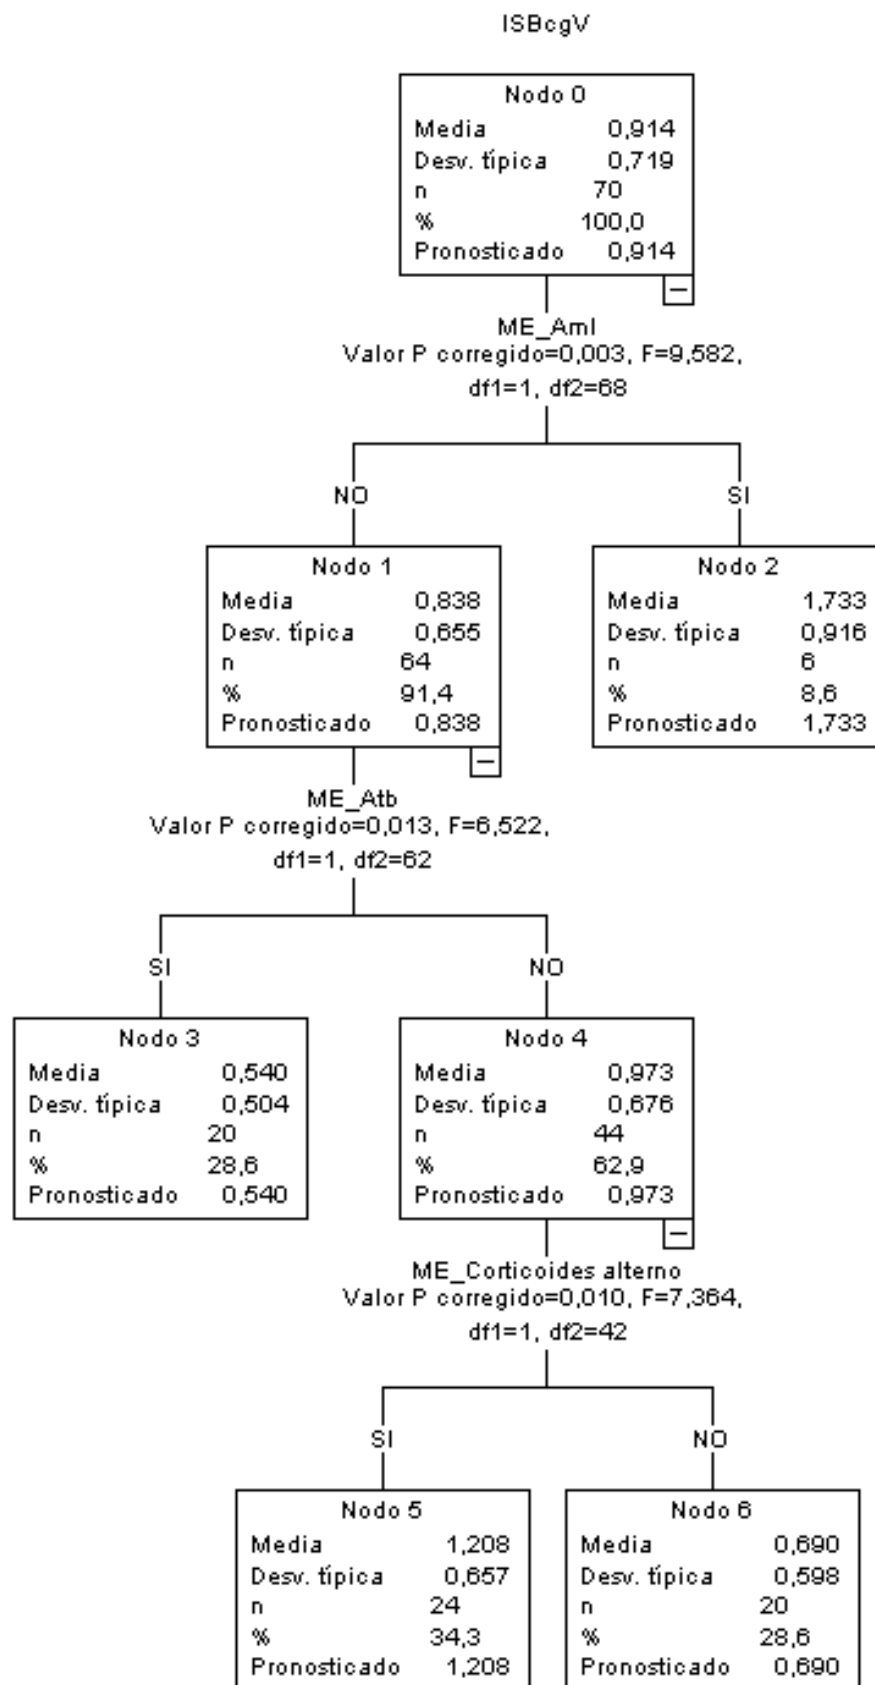 ISBcgV
Nodo 0
Media 0,914
Desv. típica 0,719
n 70
% 100,0
Pronosticado 0,914
ME_AmI
Valor P corregido=0,003, F=9,582,
df1=1, df2=68
NO
SI
Nodo 1
Media 0,838
Desv. típica 0,655
n 64
% 91,4
Pronosticado 0,838
Nodo 2
Media 1,733
Desv. típica 0,916
n 6
% 8,6
Pronosticado 1,733
ME_Atb
Valor P corregido=0,013, F=6,522,
df1=1, df2=62
SI
NO
Nodo 3
Media 0,540
Desv. típica 0,504
n 20
% 28,6
Pronosticado 0,540
Nodo 4
Media 0,973
Desv. típica 0,676
n 44
% 62,9
Pronosticado 0,973
ME_Corticoides alterno
Valor P corregido=0,010, F=7,364,
df1=1, df2=42
SI
NO
Nodo 5
Media 1,208
Desv. típica 0,657
n 24
% 34,3
Pronosticado 1,208
Nodo 6
Media 0,690
Desv. típica 0,598
n 20
% 28,6
Pronosticado 0,690